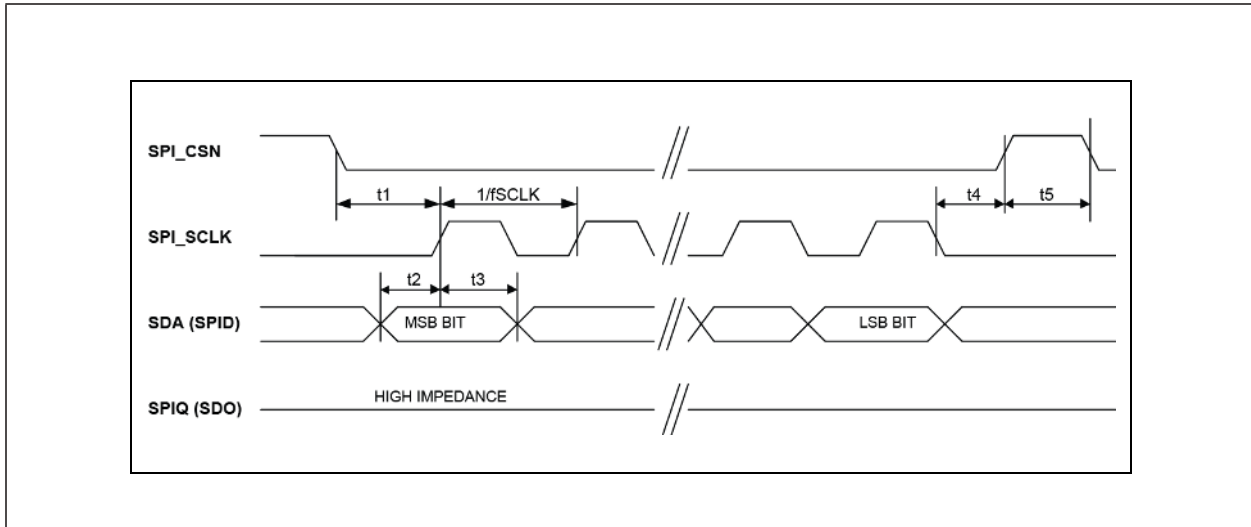 SPI_CSN
t1
1/fSCLK
t4
t5
SPI_SCLK
t2
t3
SDA (SPID)
MSB BIT
LSB BIT
SPIQ (SDO)
HIGH IMPEDANCE